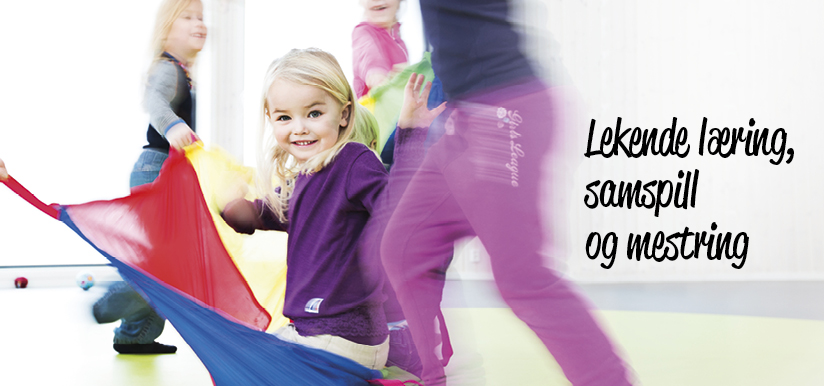 Lekende læring,
samspill
og mestring